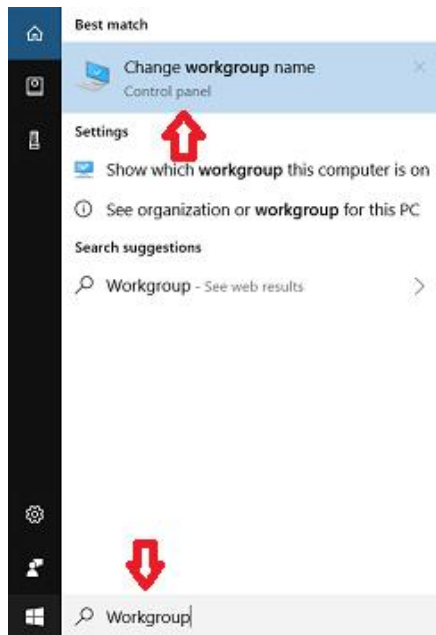 Best match
Change workgroup name
Control panel
Settings
Show which workgroup this computer is on
See organization or workgroup for this PC
Search suggestions
Workgroup - See web results
Workgroup